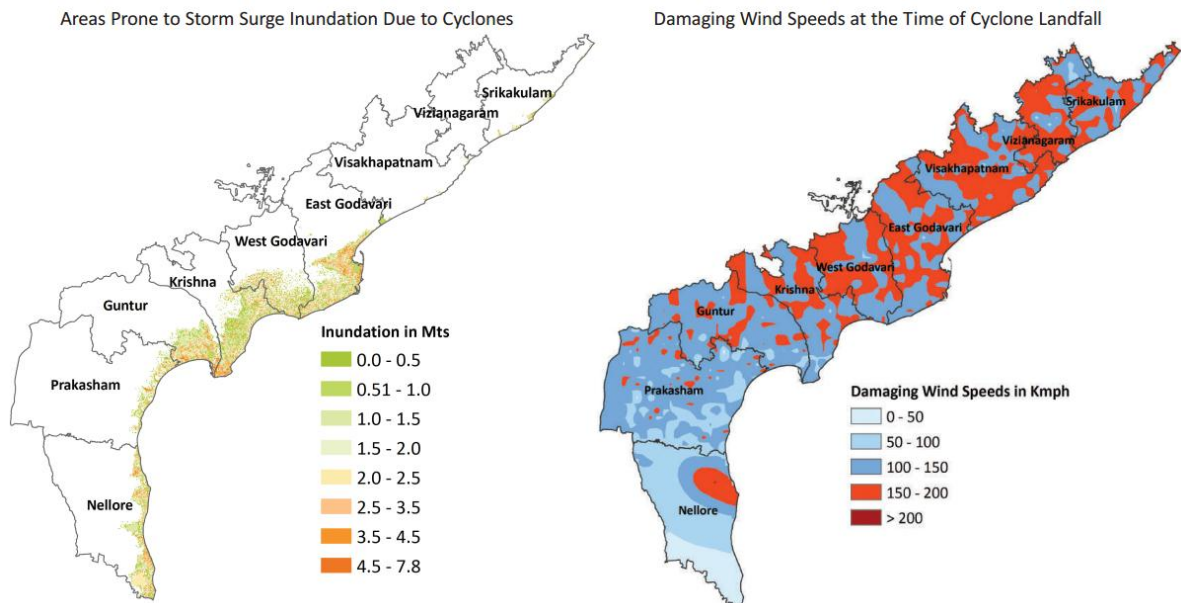 Areas Prone to Storm Surge Inundation Due to Cyclones
Srikakulam
Vizianagaram
Visakhapatnam
East Godavari
West Godavari
Krishna
Guntur
Prakasham
Nellore
Inundation in Mts
0.0 - 0.5
0.51 - 1.0
1.0 - 1.5
1.5 - 2.0
2.0 - 2.5
2.5 - 3.5
3.5 - 4.5
4.5 - 7.8
Damaging Wind Speeds at the Time of Cyclone Landfall
Srikakulam
Vizianagaram
Visakhapatnam
East Godavari
West Godavari
Krishna
Guntur
Prakasham
Nellore
Damaging Wind Speeds in Kmph
0 - 50
50 - 100
100 - 150
150 - 200
> 200